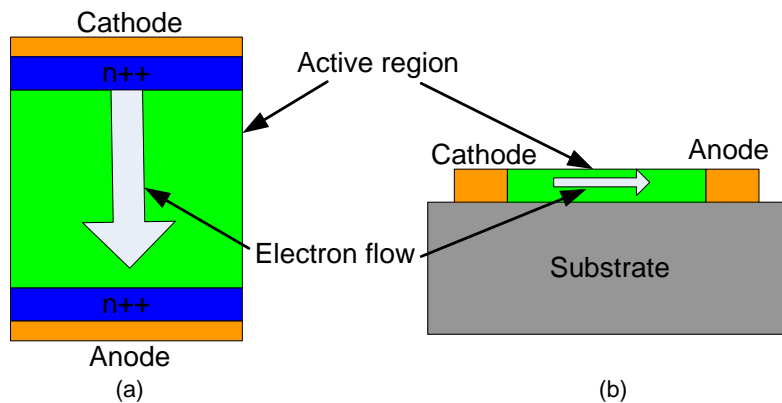 Cathode
n++
Active region
Cathode
Anode
Electron flow
Substrate
n++
Anode
(a)
(b)